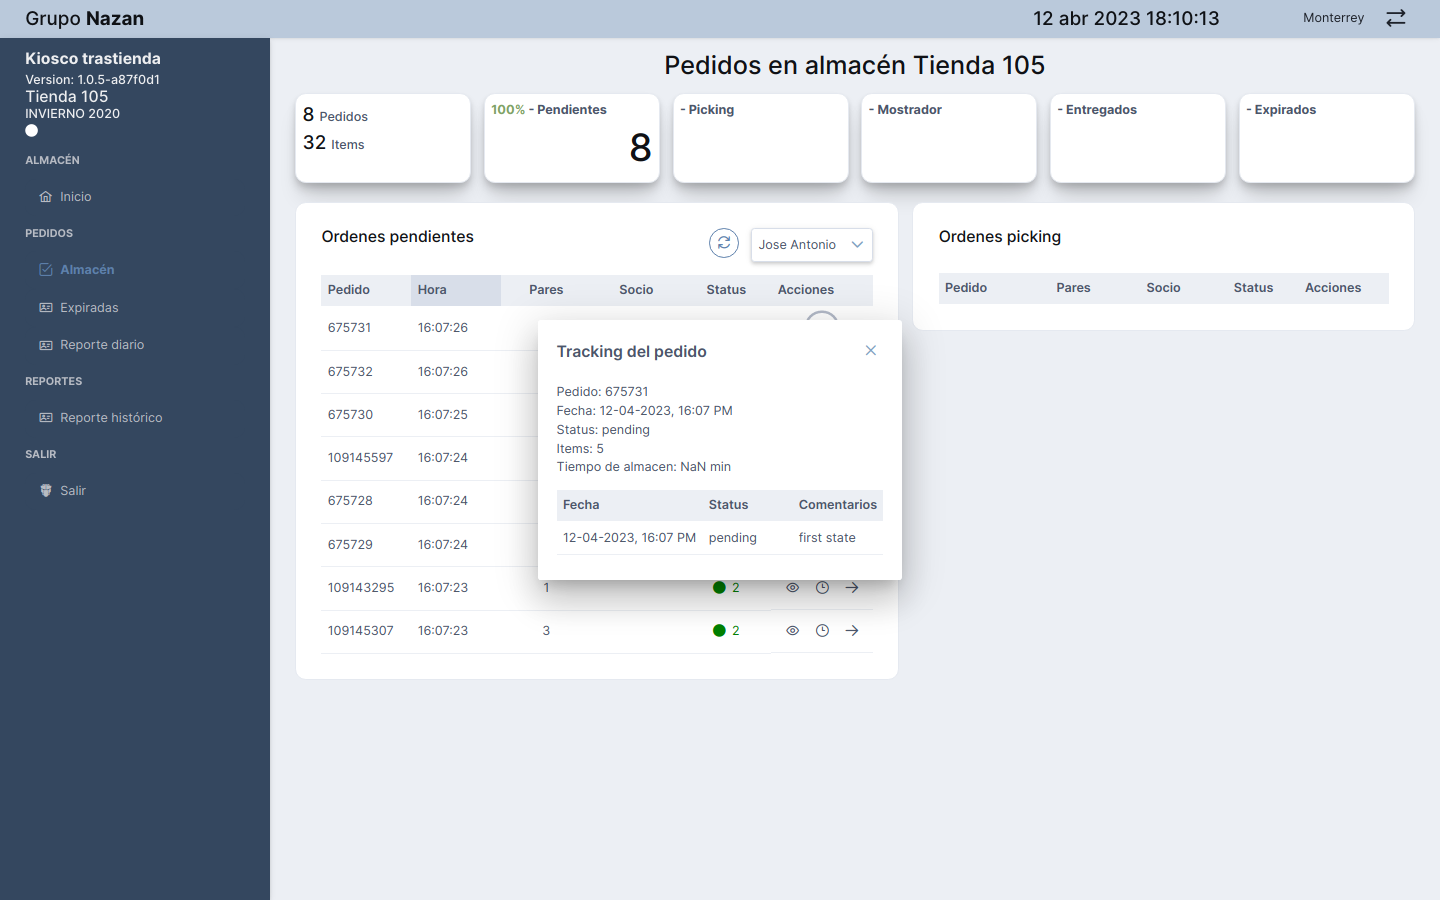 Grupo Nazan
12 abr 2023 18:10:13
Monterrey
Kiosco trastienda
Version: 1.0.5-a87f0d1
Tienda 105
INVIERNO 2020
ALMACÉN
Inicio
PEDIDOS
Almacén
Expiradas
Reporte diario
REPORTES
Reporte histórico
SALIR
Salir
Pedidos en almacén Tienda 105
8 Pedidos
32 Items
100% - Pendientes
8
- Picking
- Mostrador
- Entregados
- Expirados
Ordenes pendientes
Jose Antonio
Pedido Hora Pares Socio Status Acciones
675731 16:07:26
675732 16:07:26
675730 16:07:25
109145597 16:07:24
675728 16:07:24
675729 16:07:24
109143295 16:07:23 1 2
109145307 16:07:23 3 2
Tracking del pedido
Pedido: 675731
Fecha: 12-04-2023, 16:07 PM
Status: pending
Items: 5
Tiempo de almacen: NaN min
Fecha Status Comentarios
12-04-2023, 16:07 PM pending first state
Ordenes picking
Pedido Pares Socio Status Acciones